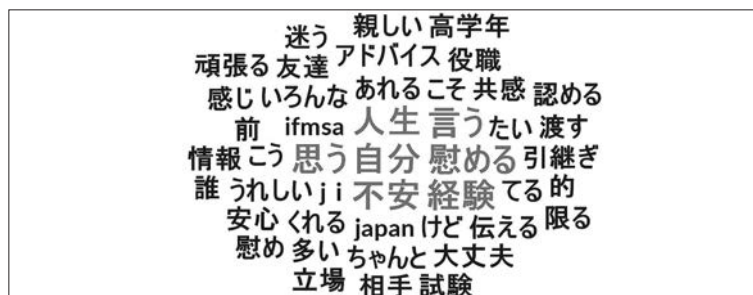 迷う 親しい 高学年
頑張る 友達 アドバイス 役職
感じ いろんな あれる こそ 共感 認める
前 ifmsa 人生 言う たい 渡す
情報 こう 思う 自分 慰める 引継ぎ
誰 うれしい j i 不安 経験 てる 的
安心 くれる japan けど 伝える 限る
慰め 多い ちゃんと 大丈夫
立場 相手 試験